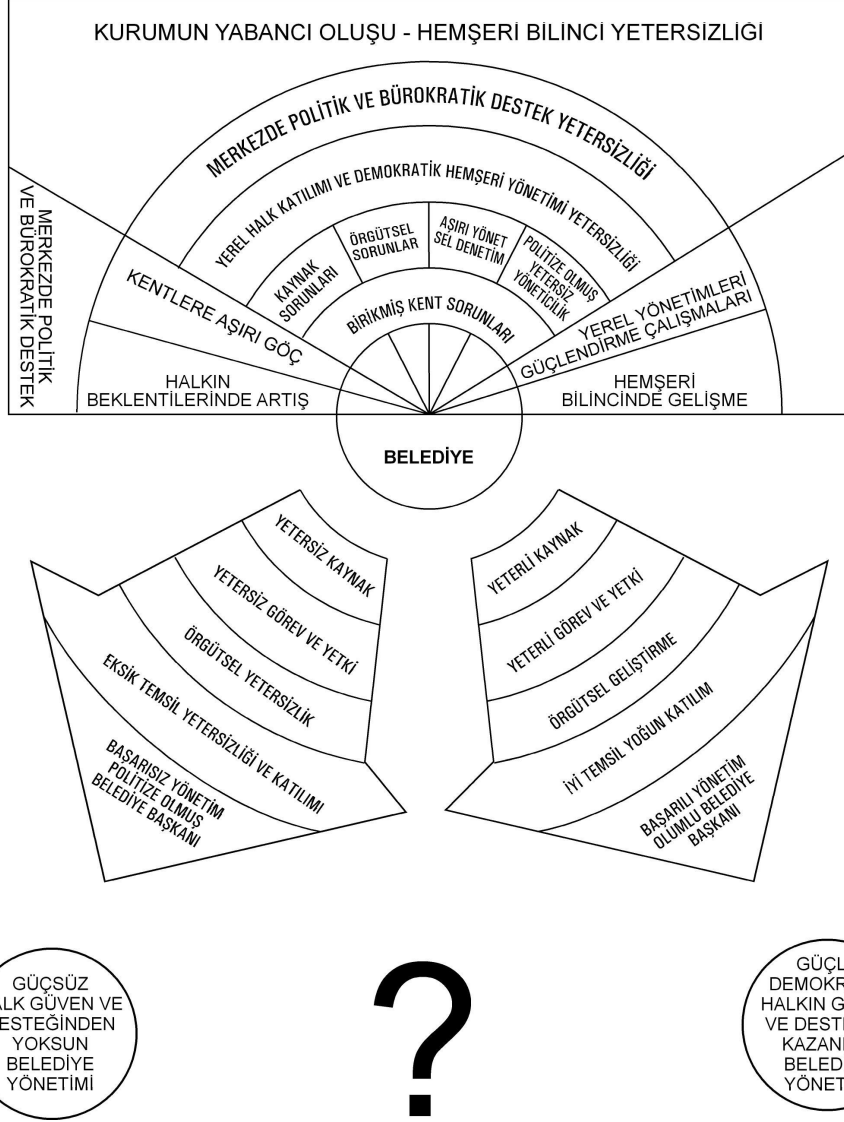 KURUMUN YABANCI OLUŞU - HEMŞERİ BİLİNCİ YETERSİZLİĞİ
MERKEZDE POLİTİK VE BÜROKRATİK DESTEK YETERSİZLİĞİ
YEREL HALK KATILIMI VE DEMOKRATİK HEMŞERİ YÖNETİMİ YETERSİZLİĞİ
KAYNAK
SORUNLARI
ÖRGÜTSEL
SORUNLAR
AŞIRI YÖNET
SEL DENETİM
POLİTİZE OLMUŞ
YETERSİZ
YÖNETİCİLİK
BİRİKMİŞ KENT SORUNLARI
MERKEZDE POLİTİK
VE BÜROKRATİK DESTEK
KENTLERE AŞIRI GÖÇ
HALKIN
BEKLENTİLERİNDE ARTIŞ
YEREL YÖNETİMLERİ
GÜÇLENDİRME ÇALIŞMALARI
HEMŞERİ
BİLİNCİNDE GELİŞME
BELEDİYE
YETERSİZ KAYNAK
YETERSİZ GÖREV VE YETKİ
ÖRGÜTSEL YETERSİZLİK
EKSİK TEMSİL YETERSİZLİĞİ VE KATILIMI
BAŞARISIZ YÖNETİM
POLİTİZE OLMUŞ
BELEDİYE BAŞKANI
YETERLİ KAYNAK
YETERLİ GÖREV VE YETKİ
ÖRGÜTSEL GELİŞTİRME
İYİ TEMSİL YOĞUN KATILIM
BAŞARILI YÖNETİM
OLUMLU BELEDİYE
BAŞKANI
GÜÇSÜZ
GÜVEN VE
YOKSUN
BELEDİYE
YÖNETİMİ
?
HALKIN
VE